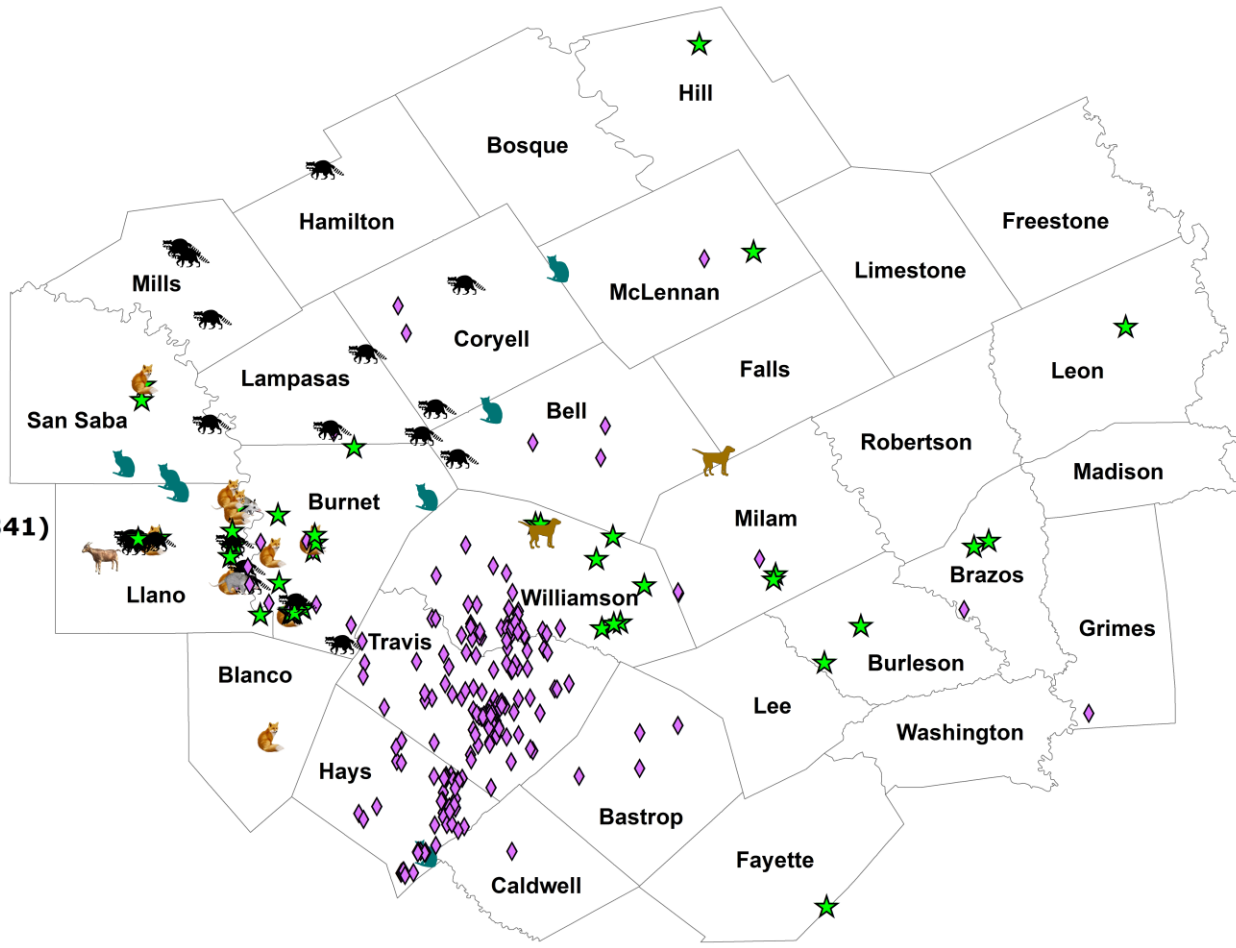 Hill
Bosque
Hamilton
Freestone
Limestone
Mills
McLennan
Coryell
Leon
Lampasas
Falls
San Saba
Bell
Robertson
Madison
Burnet
Milam
341)
Brazos
Llano
Williamson
Grimes
Travis
Burleson
Blanco
Lee
Washington
Hays
Bastrop
Fayette
Caldwell